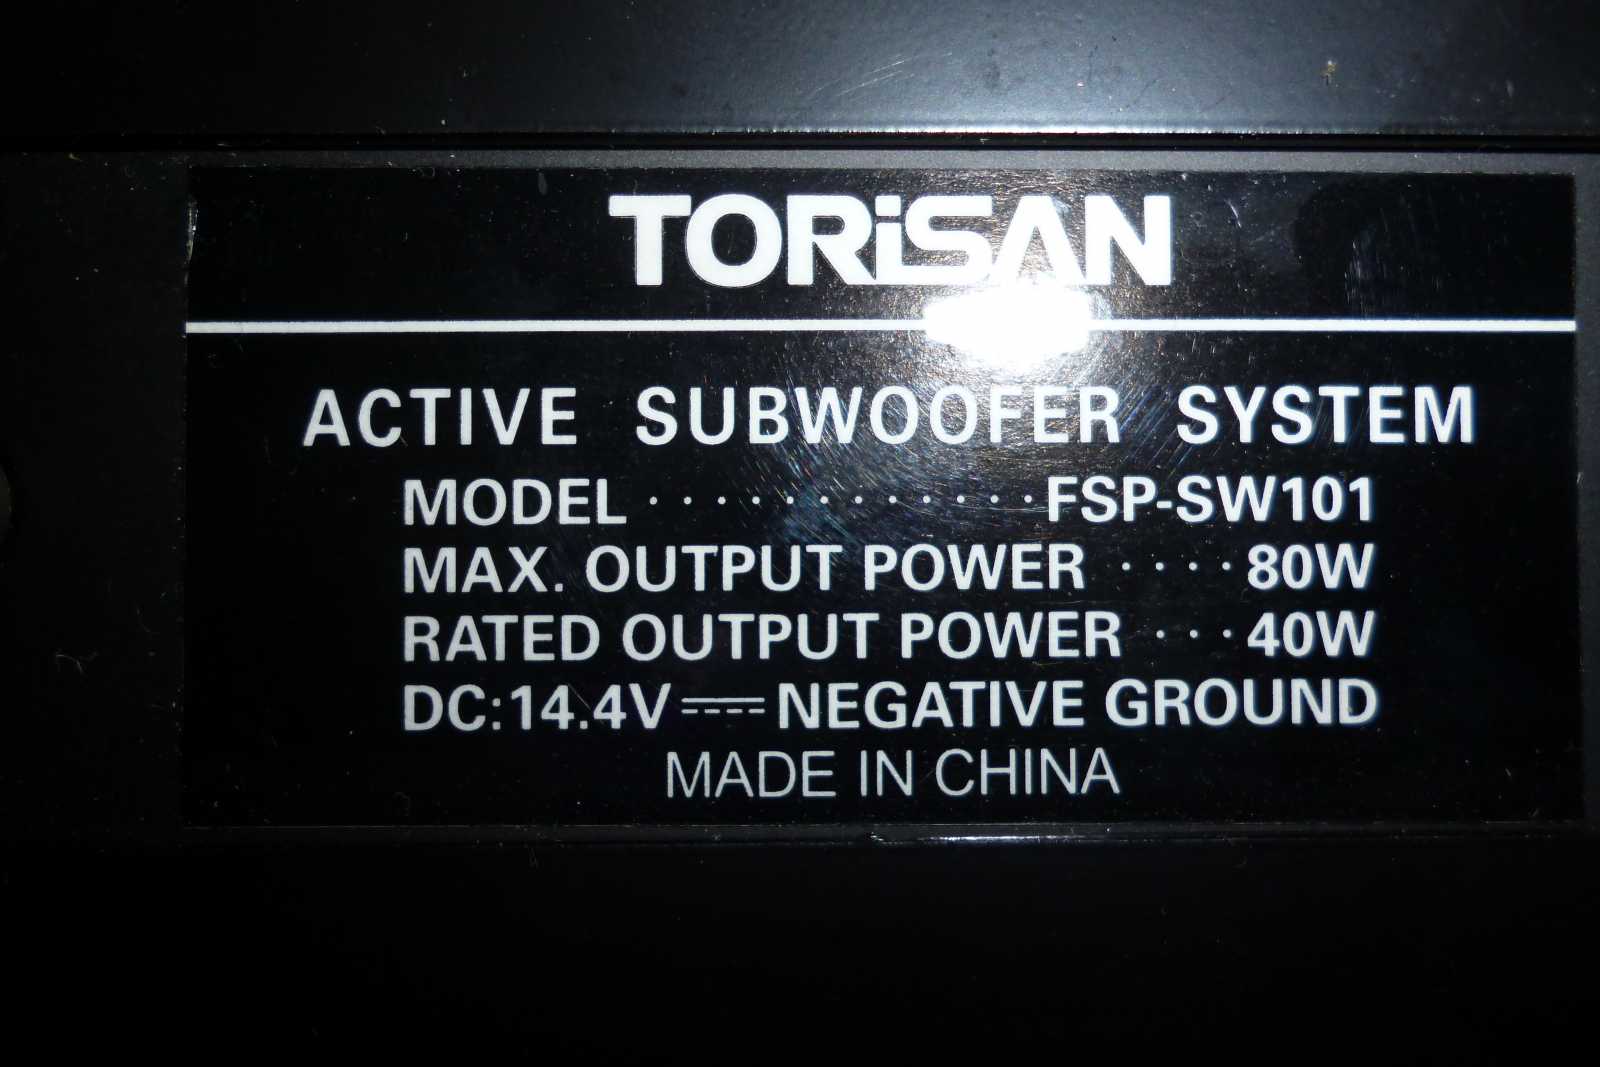 TORiSAN
ACTIVE SUBWOOFER SYSTEM
MODEL ············ FSP-SW101
MAX. OUTPUT POWER ···· 80W
RATED OUTPUT POWER ··· 40W
DC:14.4V⎓NEGATIVE GROUND
MADE IN CHINA